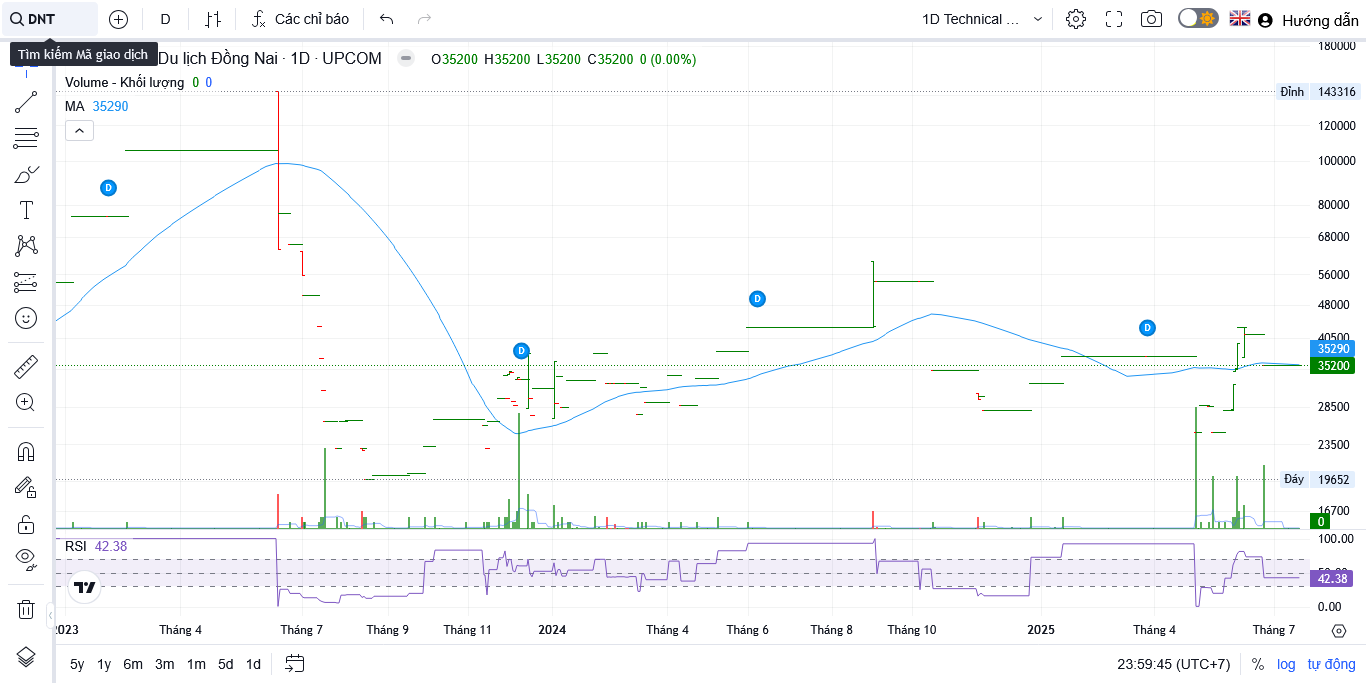 DNT D Các chỉ báo 1D Technical ... Hướng dẫn
Tìm kiếm Mã giao dịch
Du lịch Đồng Nai · 1D · UPCOM O35200 H35200 L35200 C35200 0 (0.00%)
Volume - Khối lượng 0 0
MA 35290
180000
Đỉnh 143316
120000
100000
80000
68000
56000
48000
40500
35290
35200
28500
23500
Đáy 19652
16700
0
D
D
D
D
RSI 42.38
100.00
50.00
42.38
0.00
2023 Tháng 4 Tháng 7 Tháng 9 Tháng 11 2024 Tháng 4 Tháng 6 Tháng 8 Tháng 10 2025 Tháng 4 Tháng 7
5y 1y 6m 3m 1m 5d 1d 23:59:45 (UTC+7) % log tự động